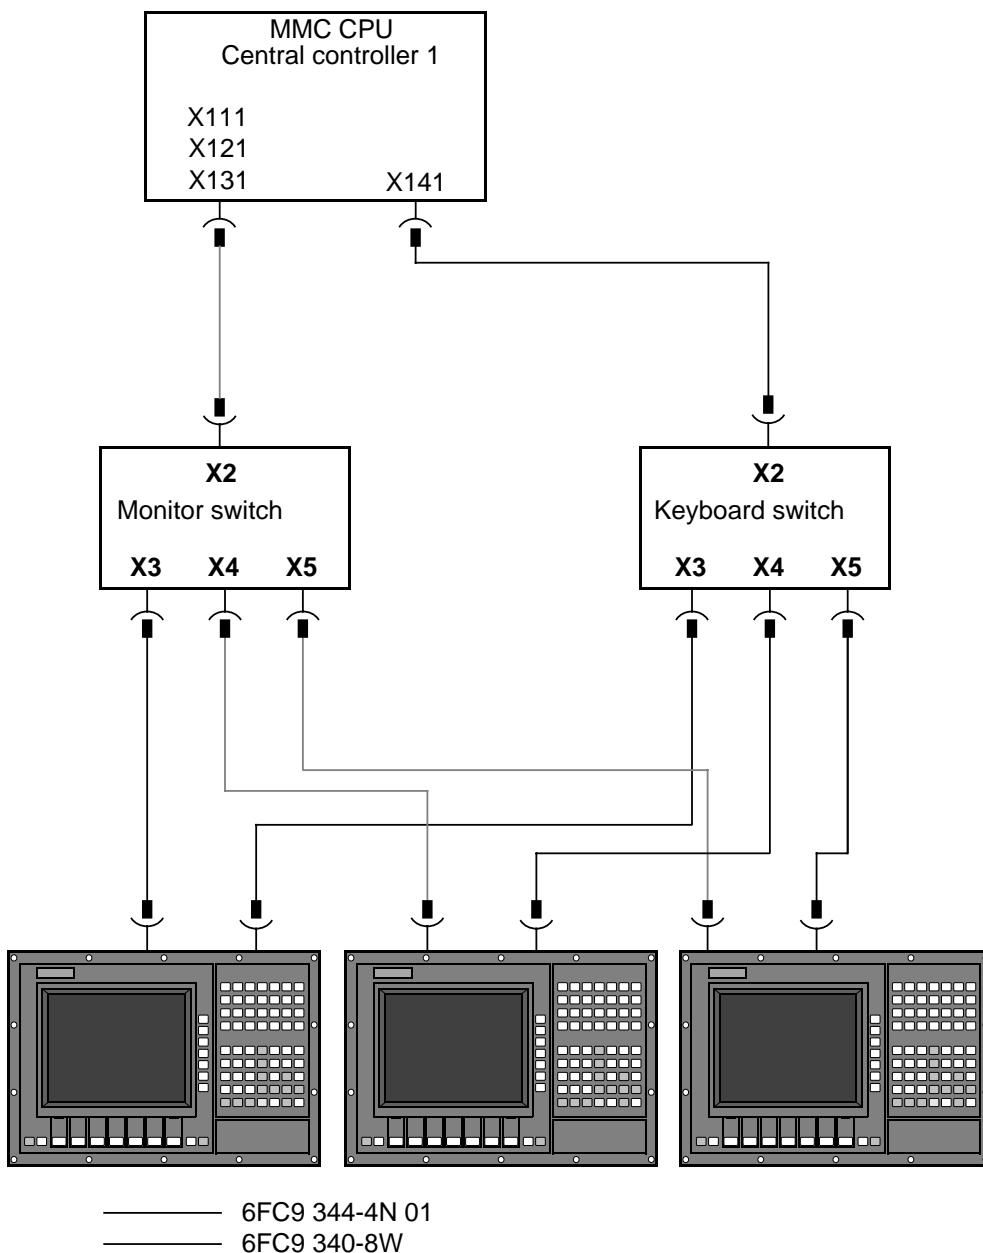 MMC CPU
Central controller 1
X111
X121
X131 X141
X2 X2
Monitor switch Keyboard switch
X3 X4 X5 X3 X4 X5
6FC9 344-4N 01
6FC9 340-8W